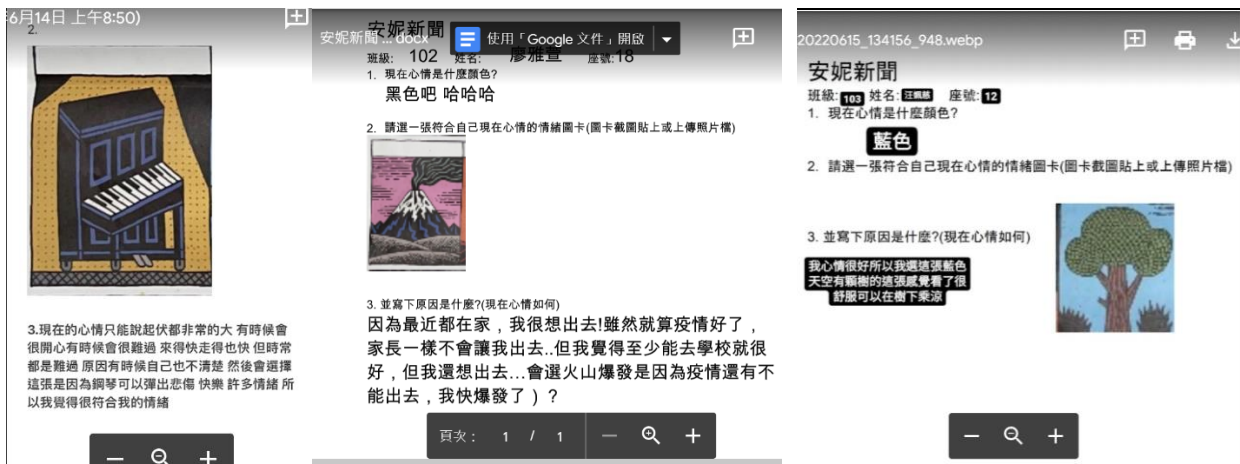 6月14日 上午8:50)
2.
3.現在的心情只能說起伏都非常的大 有時候會
很開心有時候會很難過 來得快走得也快 但時常
都是難過 原因有時候自己也不清楚 然後會選擇
這張是因為鋼琴可以彈出悲傷 快樂 許多情緒 所
以我覺得很符合我的情緒
安妮新聞
安妮新聞 ... .docx
使用「Google 文件」開啟
班級: 102 姓名: 廖雅萱 座號:18
1. 現在心情是什麼顏色?
黑色吧 哈哈哈
2. 請選一張符合自己現在心情的情緒圖卡(圖卡截圖貼上或上傳照片檔)
3. 並寫下原因是什麼?(現在心情如何)
因為最近都在家，我很想出去!雖然就算疫情好了，
家長一樣不會讓我出去..但我覺得至少能去學校就很
好，但我還想出去...會選火山爆發是因為疫情還有不
能出去，我快爆發了）？
頁次： 1 / 1
20220615_134156_948.webp
安妮新聞
班級: 103 姓名: 座號: 12
1. 現在心情是什麼顏色?
藍色
2. 請選一張符合自己現在心情的情緒圖卡(圖卡截圖貼上或上傳照片檔)
3. 並寫下原因是什麼?(現在心情如何)
我心情很好所以我選這張藍色
天空有顆樹的這張感覺看了很
舒服可以在樹下乘涼